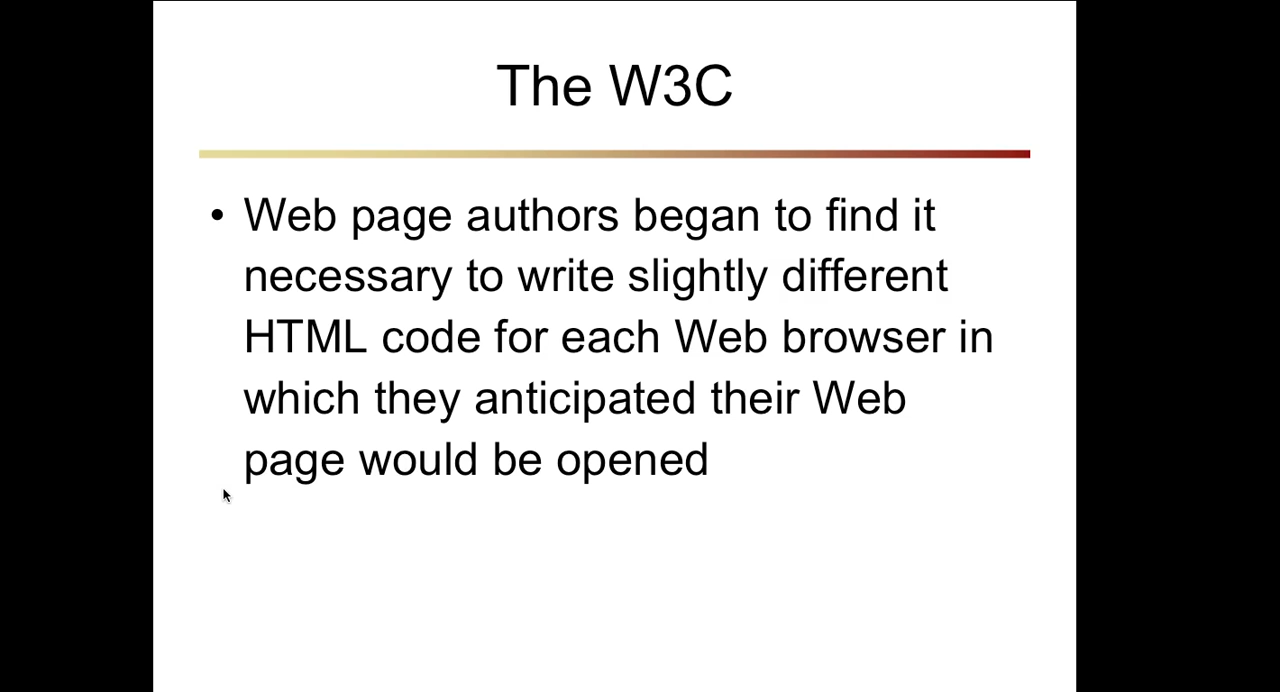 The W3C
• Web page authors began to find it
necessary to write slightly different
HTML code for each Web browser in
which they anticipated their Web
page would be opened